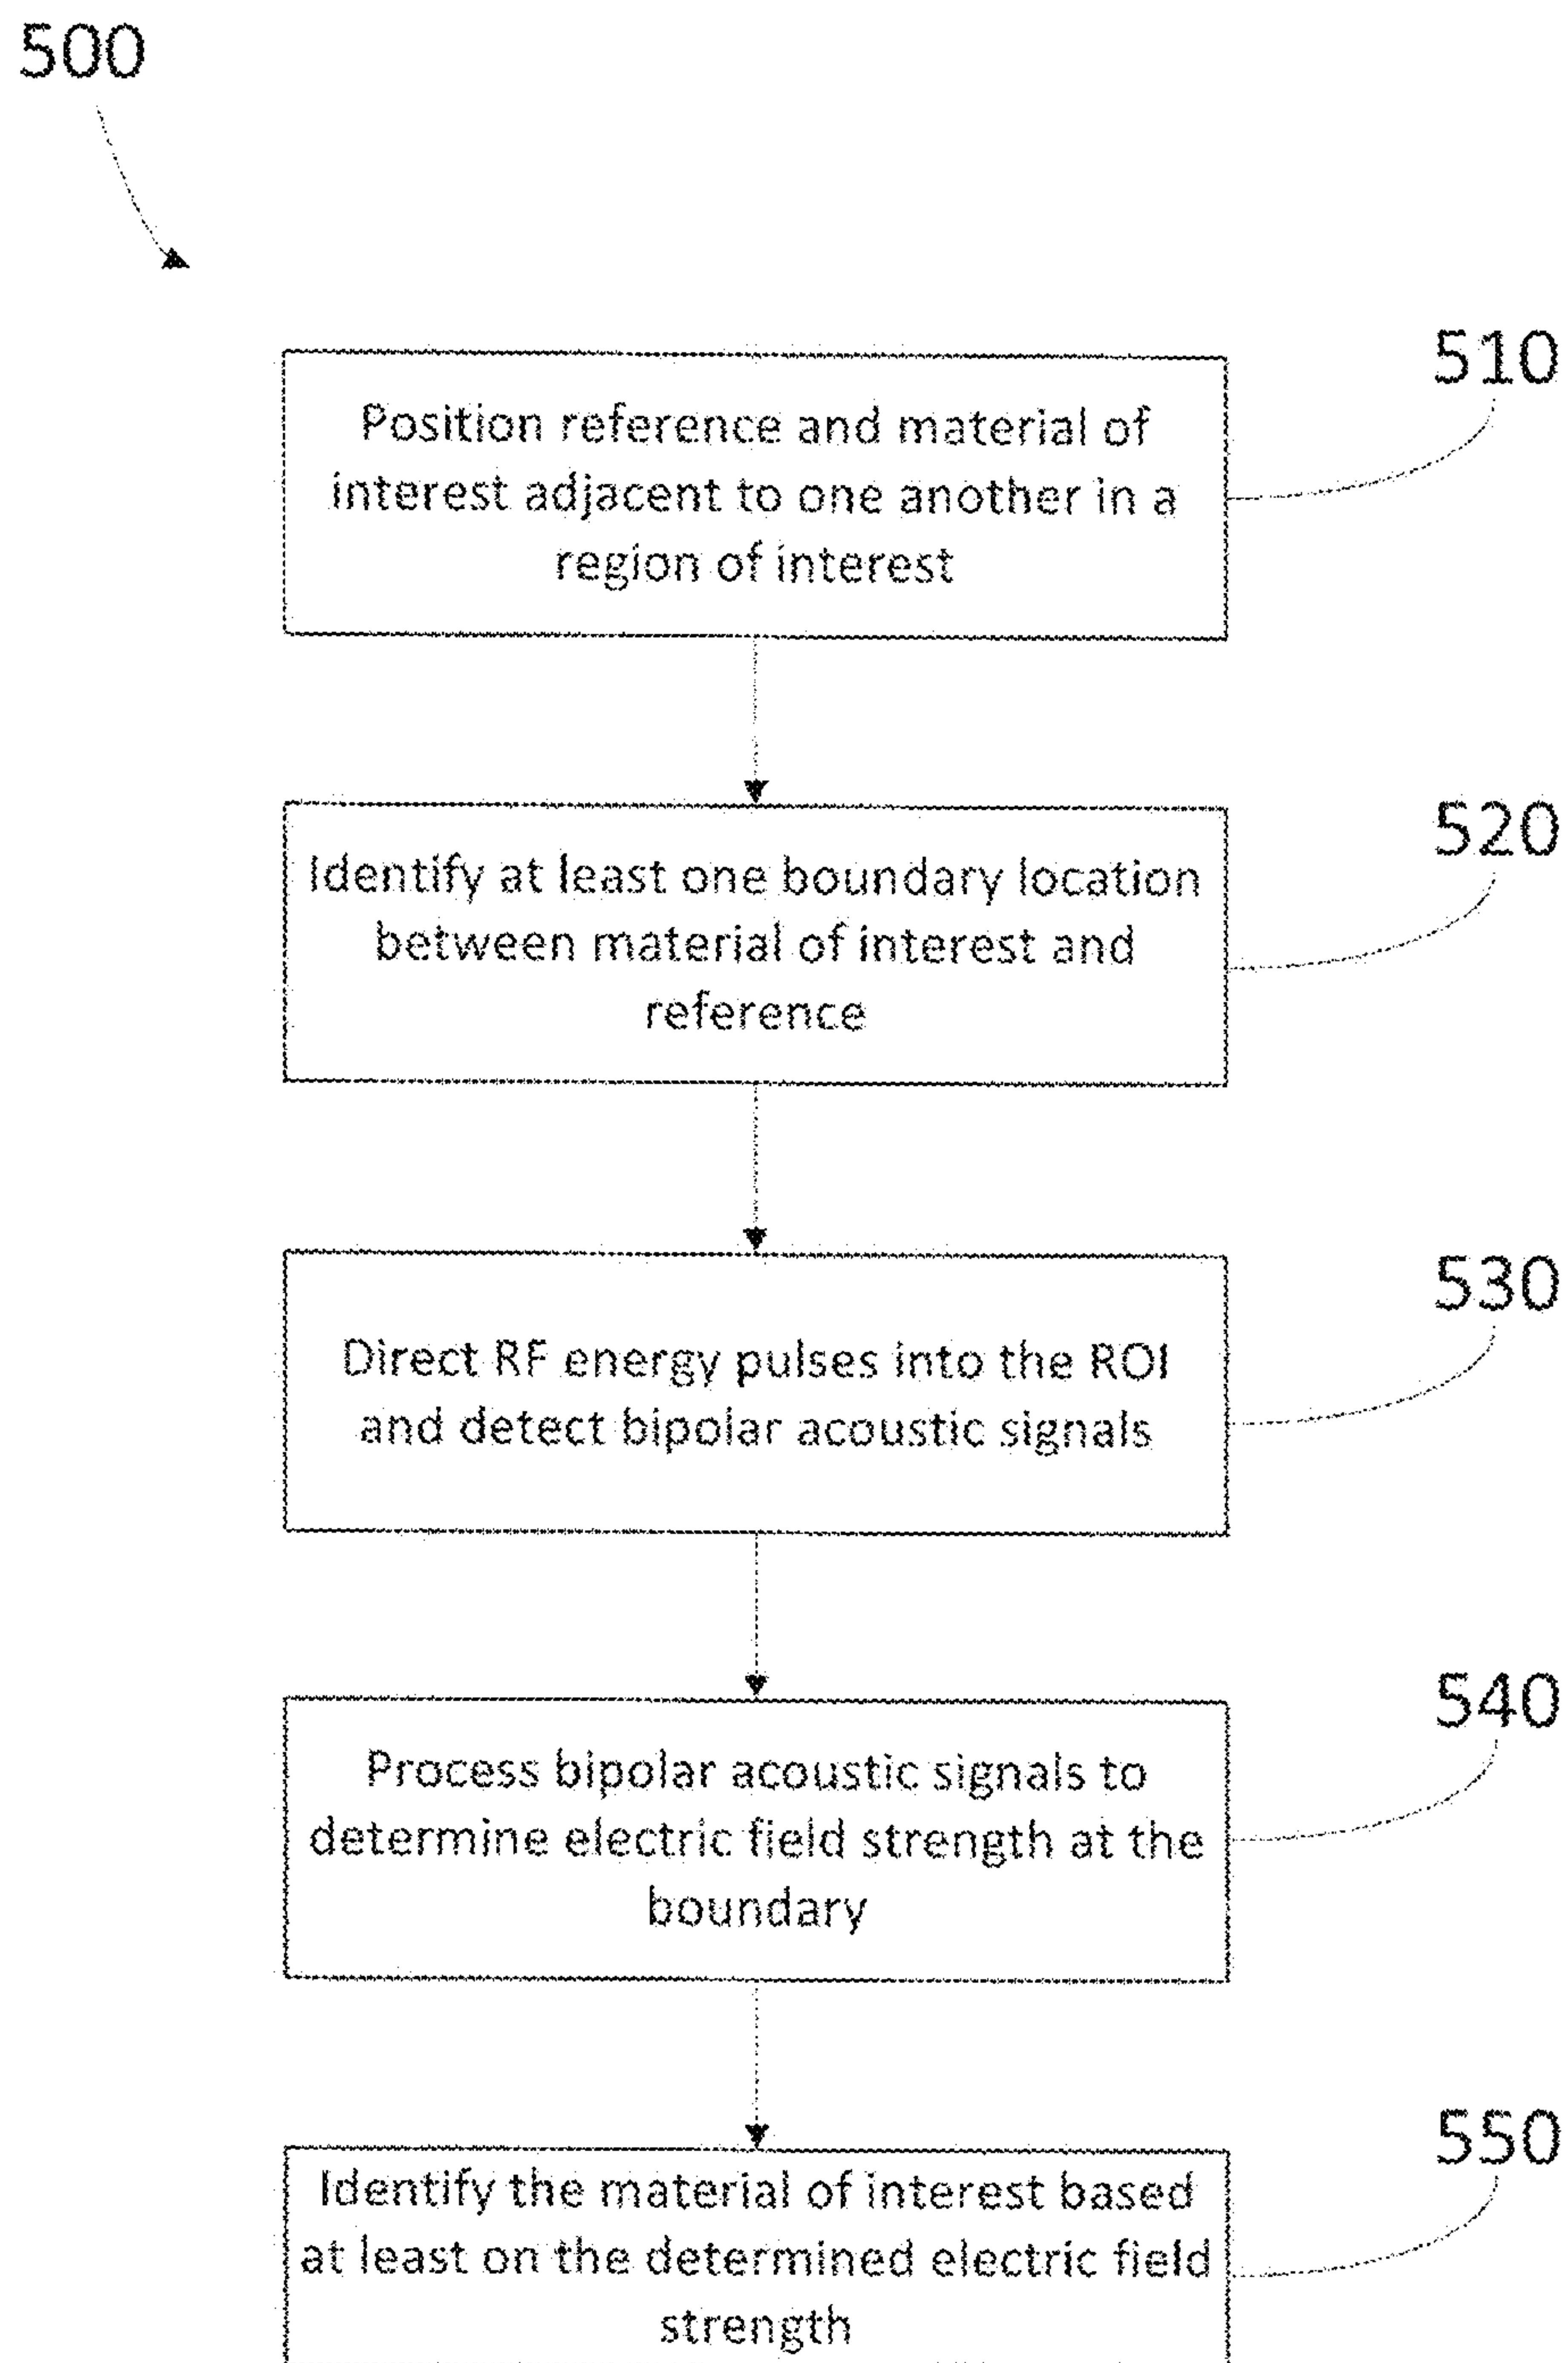 500
510
Position reference and material of
interest adjacent to one another in a
region of interest
520
Identify at least one boundary location
between material of interest and
reference
530
Direct RF energy pulses into the ROI
and detect bipolar acoustic signals
540
Process bipolar acoustic signals to
determine electric field strength at the
boundary
550
Identify the material of interest based
at least on the determined electric field
strength